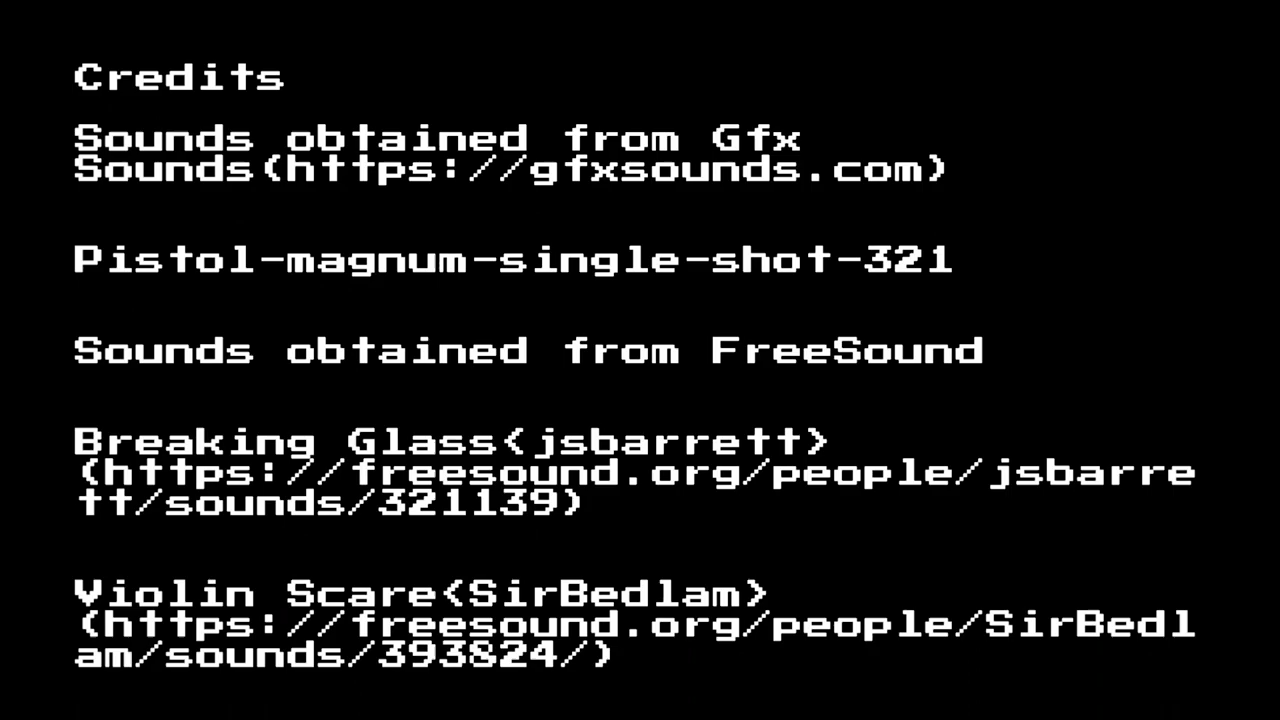 Credits
Sounds obtained from Gfx
Sounds(https://gfxsounds.com)
Pistol-magnum-single-shot-321
Sounds obtained from FreeSound
Breaking Glass<jsbarrett>
(https://freesound.org/people/jsbarre
tt/sounds/321139)
Violin Scare<SirBedlam>
(https://freesound.org/people/SirBedl
am/sounds/393824/)